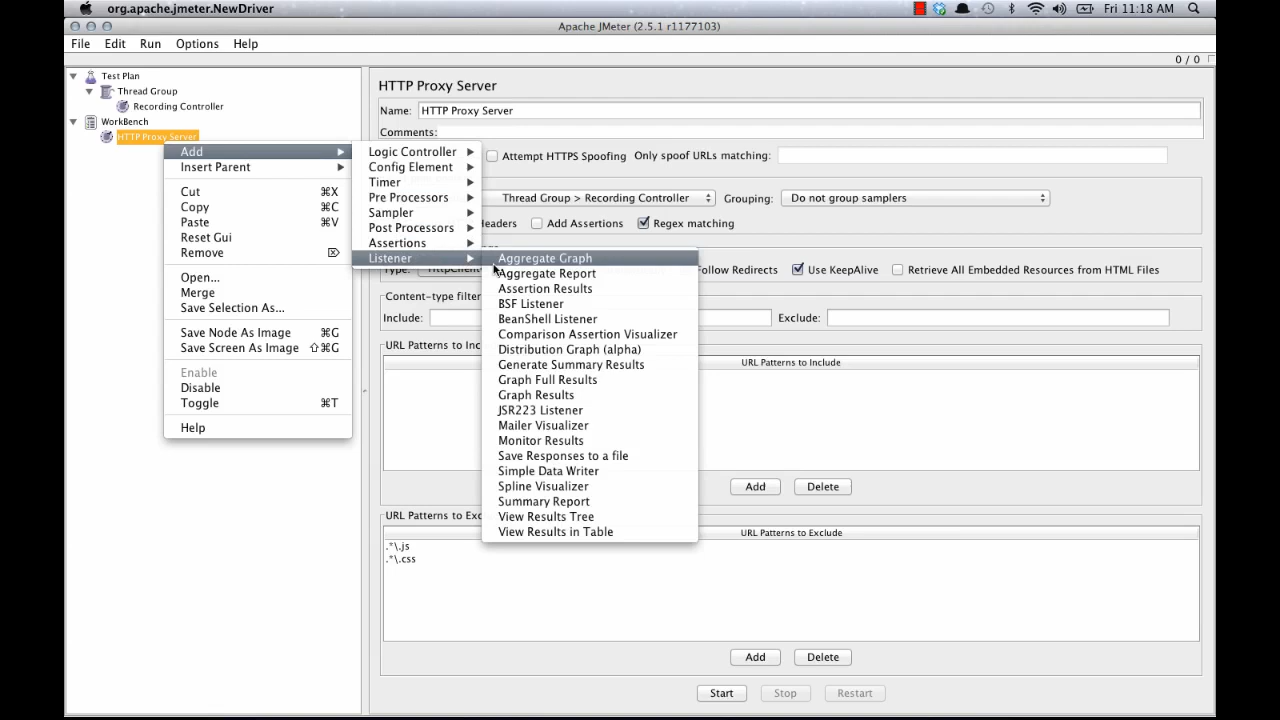 org.apache.jmeter.NewDriver
Fri 11:18 AM
Apache JMeter (2.5.1 r1177103)
File Edit Run Options Help
0 / 0
Test Plan
Thread Group
Recording Controller
WorkBench
HTTP Proxy Server
Add
Insert Parent
Cut ⌘X
Copy ⌘C
Paste ⌘V
Reset Gui
Remove ⌦
Open...
Merge
Save Selection As...
Save Node As Image ⌘G
Save Screen As Image ⇧⌘G
Enable
Disable
Toggle ⌘T
Help
Logic Controller
Config Element
Timer
Pre Processors
Sampler
Post Processors
Assertions
Listener
Aggregate Graph
Aggregate Report
Assertion Results
BSF Listener
BeanShell Listener
Comparison Assertion Visualizer
Distribution Graph (alpha)
Generate Summary Results
Graph Full Results
Graph Results
JSR223 Listener
Mailer Visualizer
Monitor Results
Save Responses to a file
Simple Data Writer
Spline Visualizer
Summary Report
View Results Tree
View Results in Table
HTTP Proxy Server
Name: HTTP Proxy Server
Comments:
Attempt HTTPS Spoofing Only spoof URLs matching:
Thread Group > Recording Controller Grouping: Do not group samplers
Add Assertions Regex matching
Type: Follow Redirects Use KeepAlive Retrieve All Embedded Resources from HTML Files
Content-type filter
Include: Exclude:
URL Patterns to Inc
URL Patterns to Include
Add Delete
URL Patterns to Exc
URL Patterns to Exclude
.*\.js
.*\.css
Add Delete
Start Stop Restart